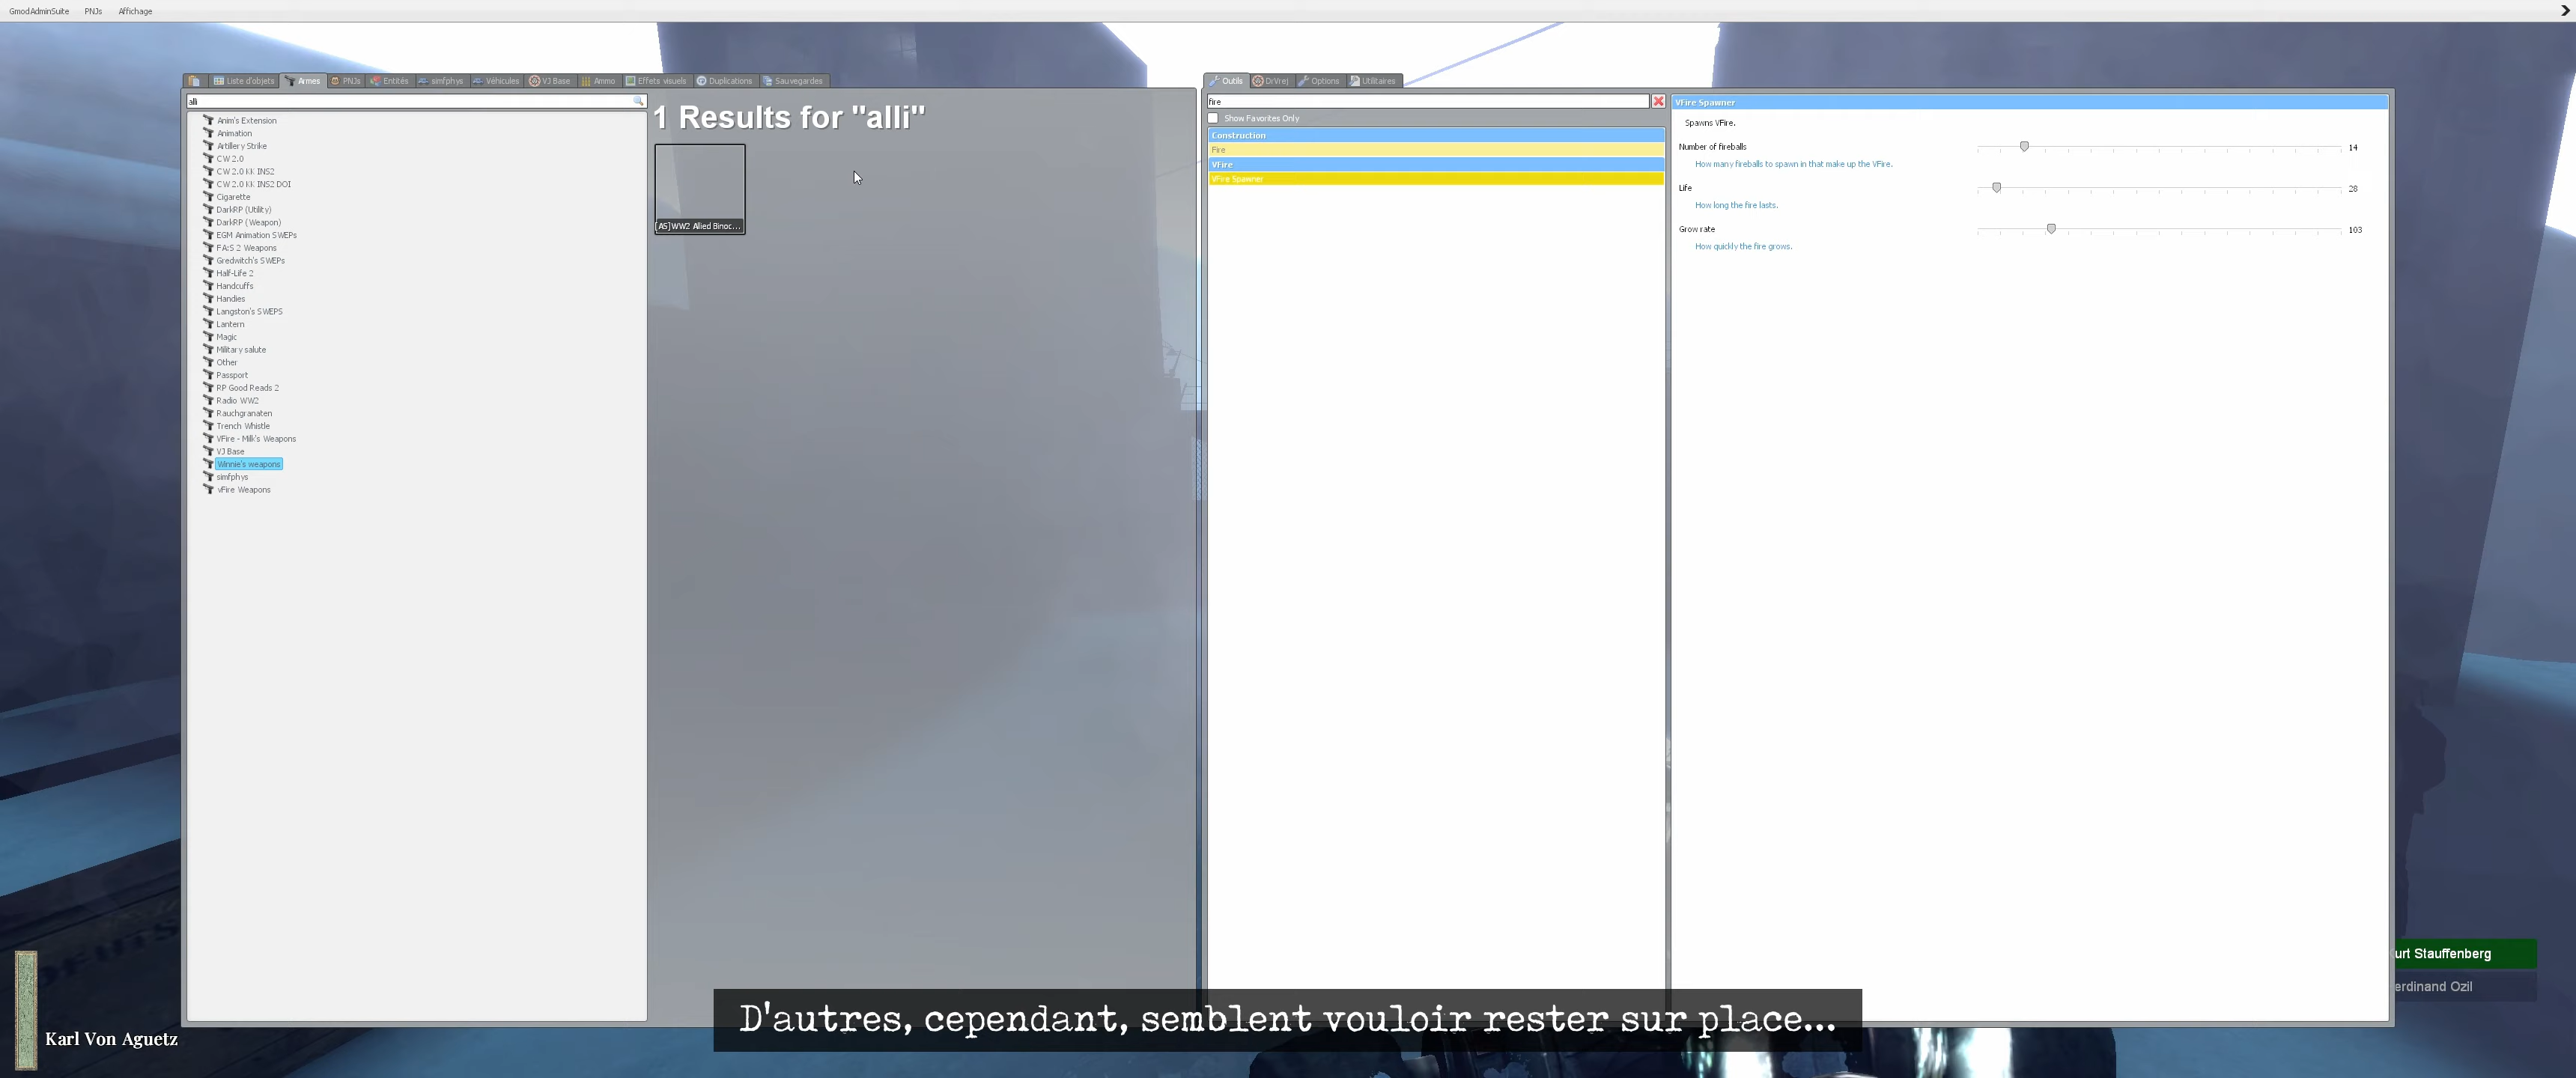 GmodAdminSuite PNJs Affichage
Liste d'objets Armes PNJs Entités simfphys Véhicules VJ Base Ammo Effets visuels Duplications Sauvegardes
alli
Anim's Extension
Animation
Artillery Strike
CW 2.0
CW 2.0 KK INS2
CW 2.0 KK INS2 DOI
Cigarette
DarkRP (Utility)
DarkRP (Weapon)
EGM Animation SWEPs
FA:S 2 Weapons
Gredwitch's SWEPs
Half-Life 2
Handcuffs
Handies
Langston's SWEPS
Lantern
Magic
Military salute
Other
Passport
RP Good Reads 2
Radio WW2
Rauchgranaten
Trench Whistle
VFire - Milk's Weapons
VJ Base
Winnie's weapons
simfphys
vFire Weapons
1 Results for "alli"
[AS]WW2 Allied Binoc...
Outils DrVrej Options Utilitaires
fire
Show Favorites Only
Construction
Fire
VFire
VFire Spawner
VFire Spawner
Spawns VFire.
Number of fireballs 14
How many fireballs to spawn in that make up the VFire.
Life 28
How long the fire lasts.
Grow rate 103
How quickly the fire grows.
urt Stauffenberg
erdinand Ozil
D'autres, cependant, semblent vouloir rester sur place...
Karl Von Aguetz